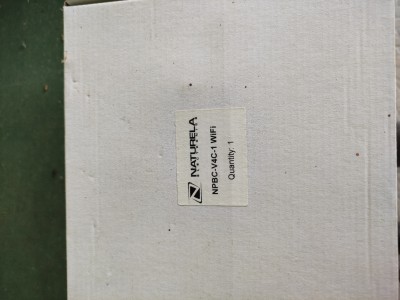 NATURELA
NPBC-V4C-1 WiFi
Quantity: 1